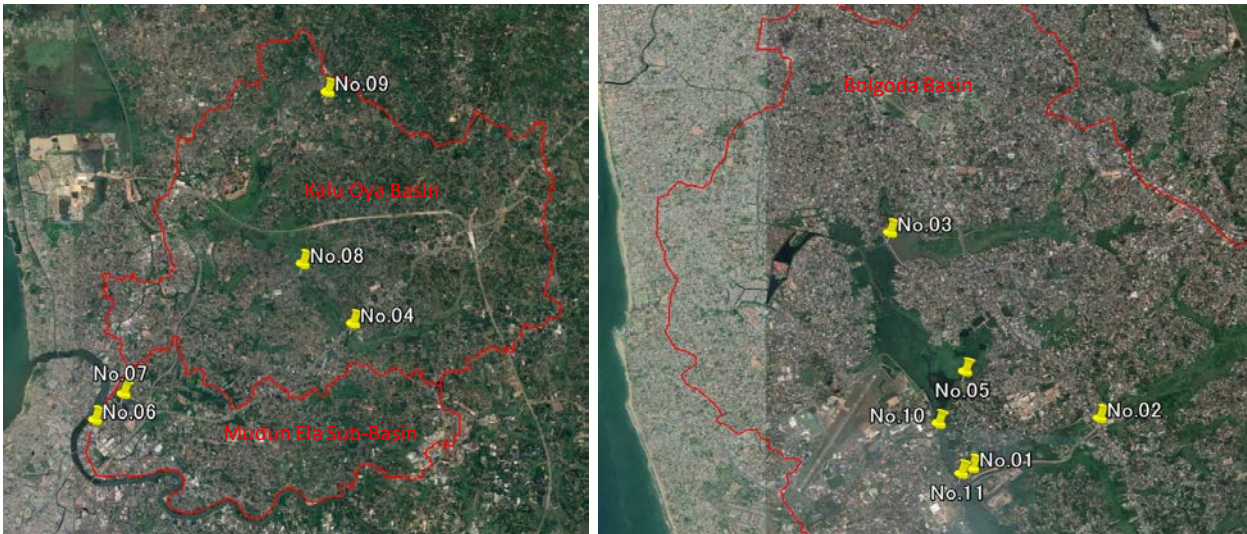 No.09
Kalu Oya Basin
No.08
No.04
No.07
No.06
Mudun Ela Sub-Basin
Bolgoda Basin
No.03
No.05
No.10
No.02
No.01
No.11